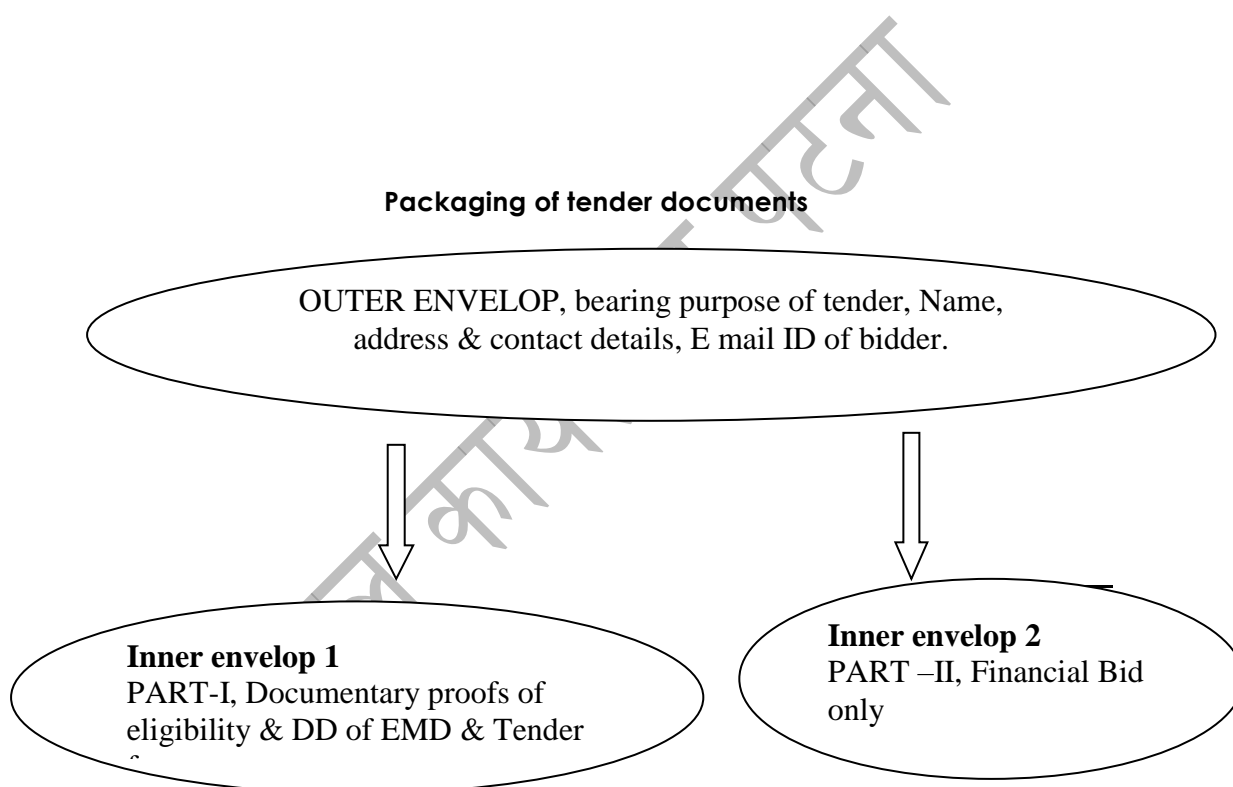 Packaging of tender documents
OUTER ENVELOP, bearing purpose of tender, Name,
address & contact details, E mail ID of bidder.
Inner envelop 1
PART-I, Documentary proofs of
eligibility & DD of EMD & Tender
Inner envelop 2
PART –II, Financial Bid
only
पटना